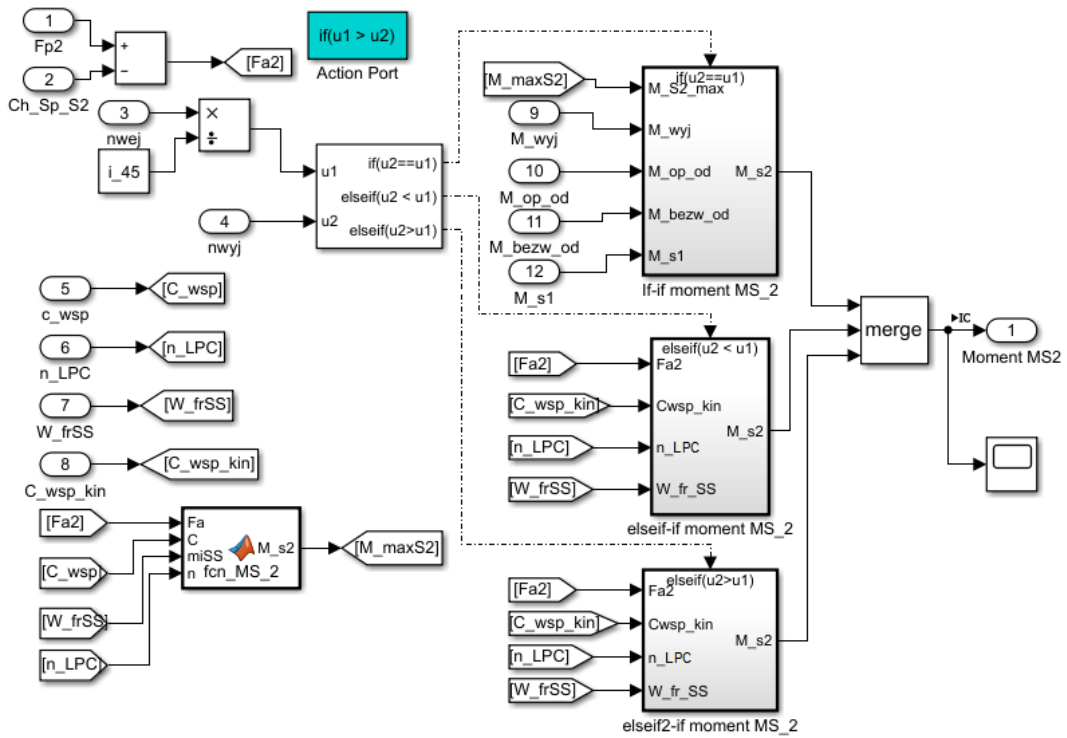 1
Fp2
+
−
2
Ch_Sp_S2
[Fa2]
if(u1 > u2)
Action Port
3
nwej
×
÷
i_45
u1
u2
if(u2==u1)
elseif(u2 < u1)
elseif(u2>u1)
4
nwyj
[M_maxS2]
9
M_wyj
10
M_op_od
11
M_bezw_od
12
M_s1
if(u2==u1)
M_S2_max
M_wyj
M_op_od
M_bezw_od
M_s1
M_s2
If-if moment MS_2
5
c_wsp
[C_wsp]
6
n_LPC
[n_LPC]
7
W_frSS
[W_frSS]
8
C_wsp_kin
[C_wsp_kin]
[Fa2]
[C_wsp_kin]
[n_LPC]
[W_frSS]
elseif(u2 < u1)
Fa2
Cwsp_kin
n_LPC
W_fr_SS
M_s2
elseif-if moment MS_2
merge
IC
1
Moment MS2
[Fa2]
[C_wsp]
[W_frSS]
[n_LPC]
Fa
C
miSS
n
M_s2
fcn_MS_2
[M_maxS2]
[Fa2]
[C_wsp_kin]
[n_LPC]
[W_frSS]
elseif(u2>u1)
Fa2
Cwsp_kin
n_LPC
W_fr_SS
M_s2
elseif2-if moment MS_2